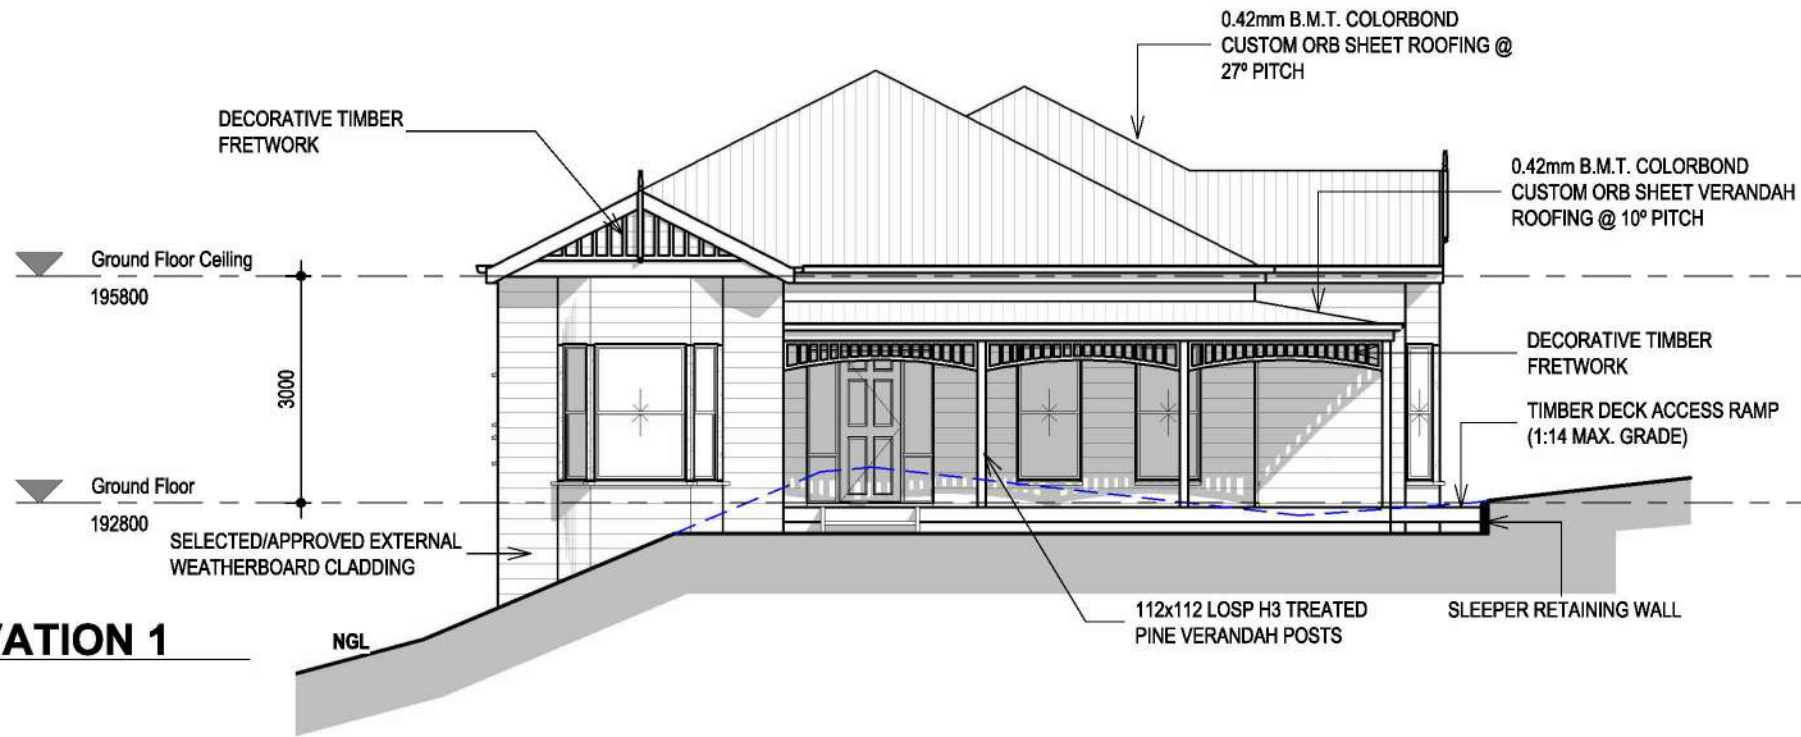 0.42mm B.M.T. COLORBOND
CUSTOM ORB SHEET ROOFING @
27º PITCH
DECORATIVE TIMBER
FRETWORK
0.42mm B.M.T. COLORBOND
CUSTOM ORB SHEET VERANDAH
ROOFING @ 10º PITCH
Ground Floor Ceiling
195800
3000
DECORATIVE TIMBER
FRETWORK
TIMBER DECK ACCESS RAMP
(1:14 MAX. GRADE)
Ground Floor
192800
SELECTED/APPROVED EXTERNAL
WEATHERBOARD CLADDING
112x112 LOSP H3 TREATED
PINE VERANDAH POSTS
SLEEPER RETAINING WALL
VATION 1
NGL